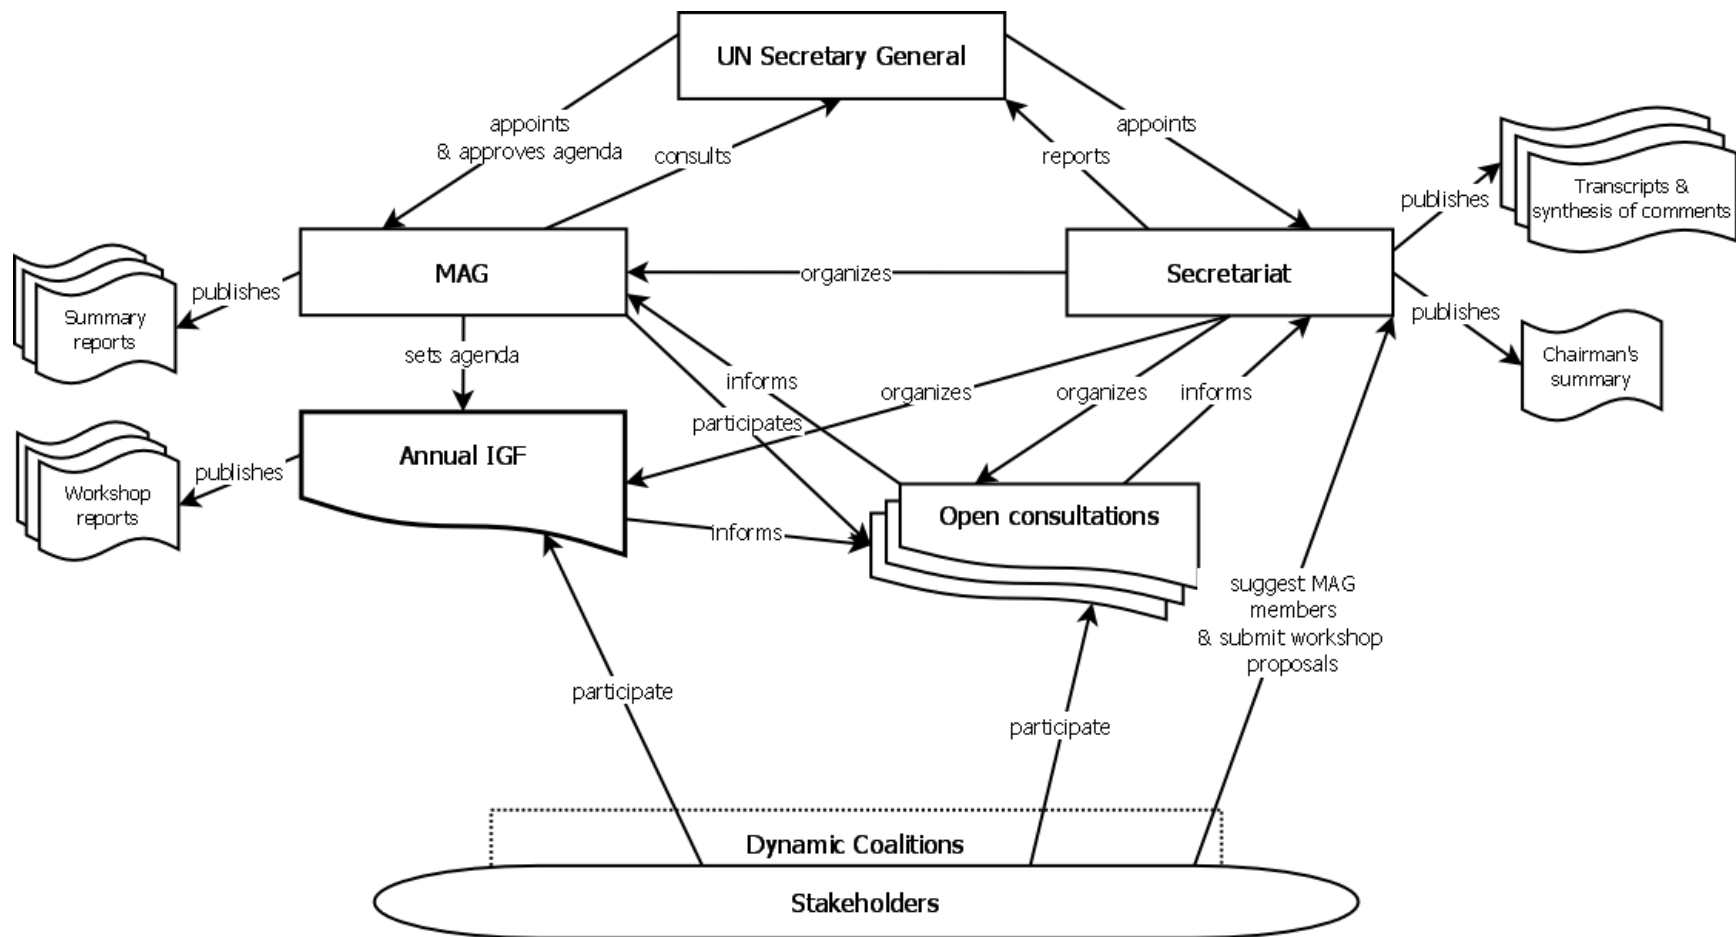 UN Secretary General
appoints
& approves agenda
consults
appoints
reports
publishes
Transcripts &
synthesis of comments
MAG
organizes
Secretariat
publishes
Summary
reports
publishes
Chairman's
summary
sets agenda
informs
participates
organizes
organizes
informs
Annual IGF
publishes
Workshop
reports
Open consultations
informs
suggest MAG
members
& submit workshop
proposals
participate
participate
Dynamic Coalitions
Stakeholders